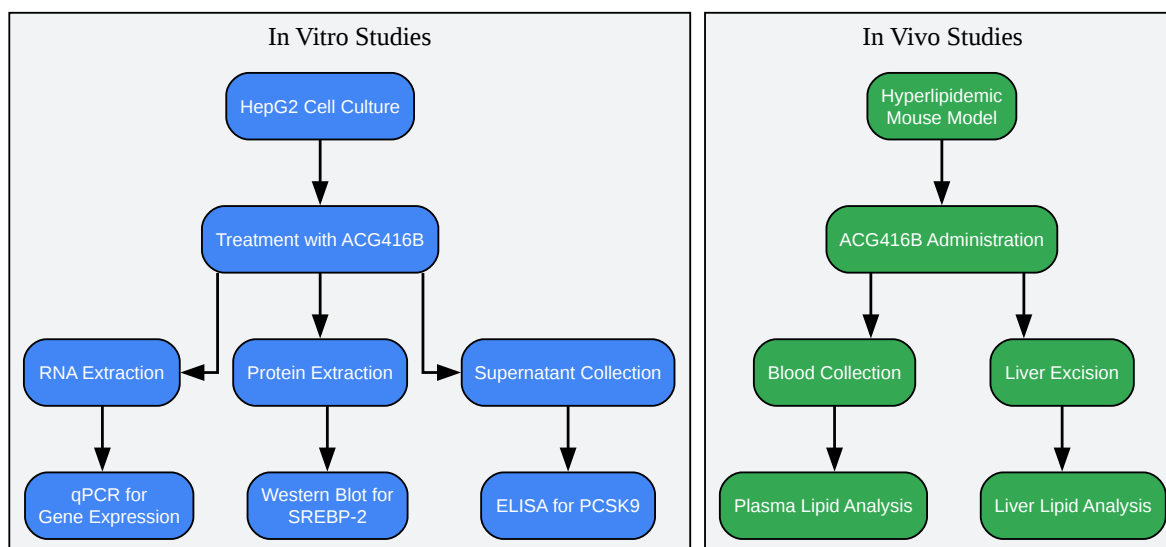 In Vitro Studies
HepG2 Cell Culture
Treatment with ACG416B
RNA Extraction
Protein Extraction
Supernatant Collection
qPCR for
Gene Expression
Western Blot for
SREBP-2
ELISA for PCSK9
In Vivo Studies
Hyperlipidemic
Mouse Model
ACG416B Administration
Blood Collection
Liver Excision
Plasma Lipid Analysis
Liver Lipid Analysis